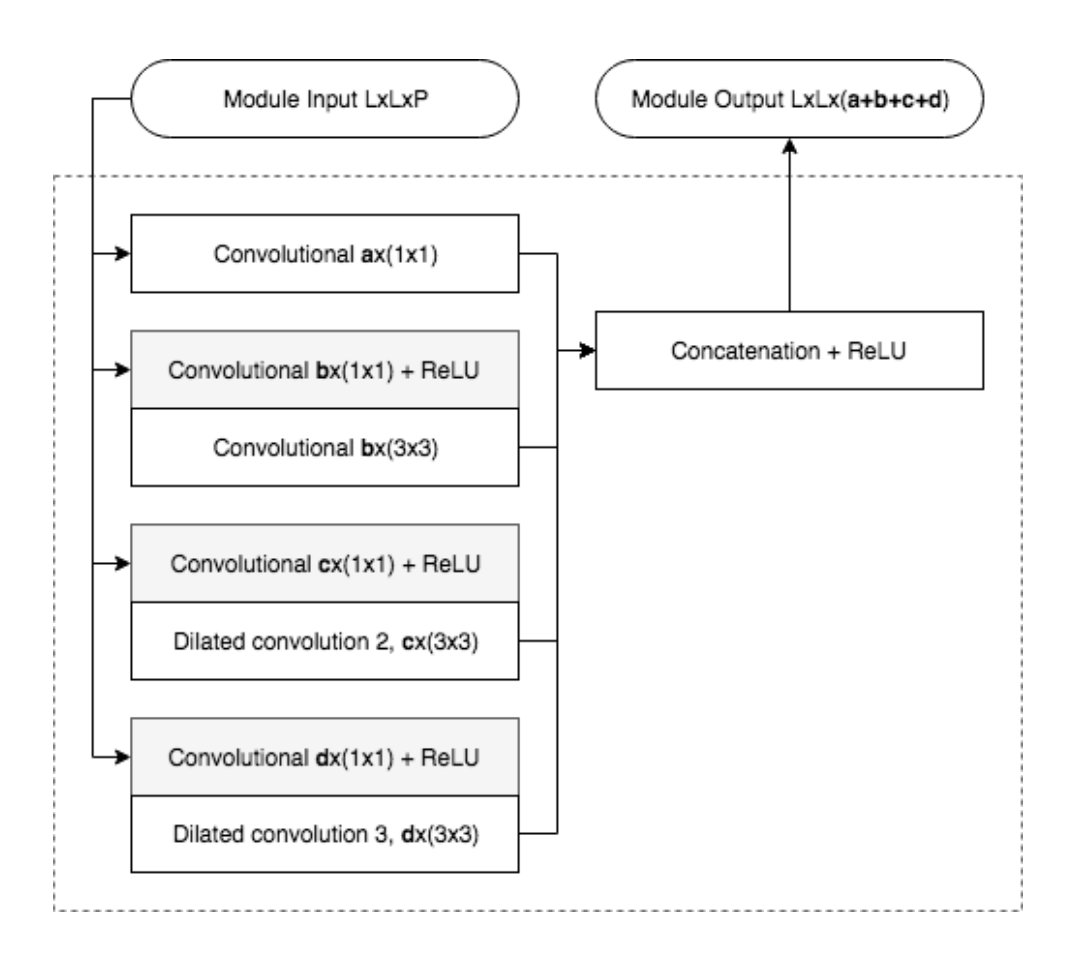 Module Input LxLxP
Module Output LxLx(a+b+c+d)
Convolutional ax(1x1)
Convolutional bx(1x1) + ReLU
Convolutional bx(3x3)
Convolutional cx(1x1) + ReLU
Dilated convolution 2, cx(3x3)
Convolutional dx(1x1) + ReLU
Dilated convolution 3, dx(3x3)
Concatenation + ReLU